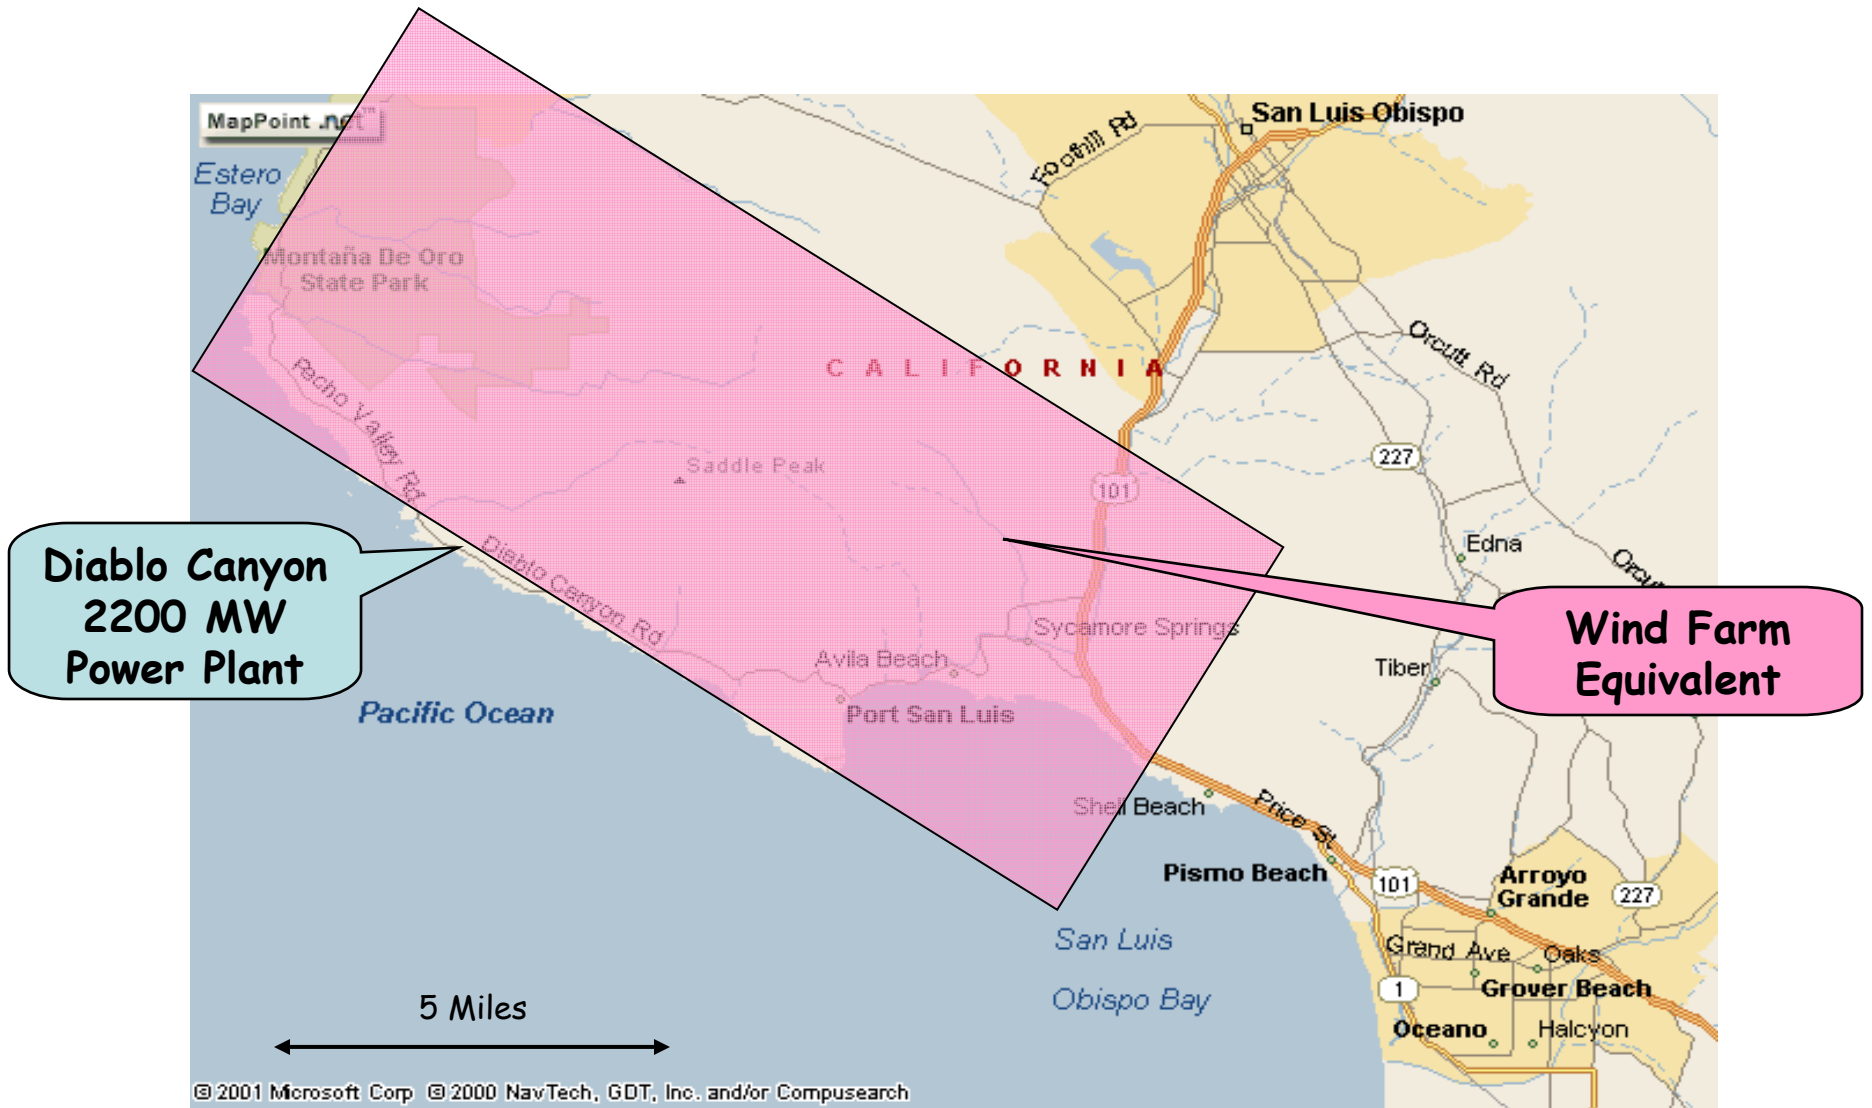 MapPoint .net™
San Luis Obispo
Foothill Rd
Estero
Bay
Montaña De Oro
State Park
CALIFORNIA
Orcutt Rd
Pecho Valley Rd
Saddle Peak
227
101
Diablo Canyon
2200 MW
Power Plant
Diablo Canyon Rd
Edna
Wind Farm
Equivalent
Sycamore Springs
Avila Beach
Tiber
Pacific Ocean
Port San Luis
Shell Beach
Price St
Pismo Beach
101
Arroyo
Grande
227
San Luis
Obispo Bay
Grand Ave
Oaks
1
Grover Beach
5 Miles
Oceano
Halcyon
© 2001 Microsoft Corp © 2000 NavTech, GDT, Inc. and/or Compusearch